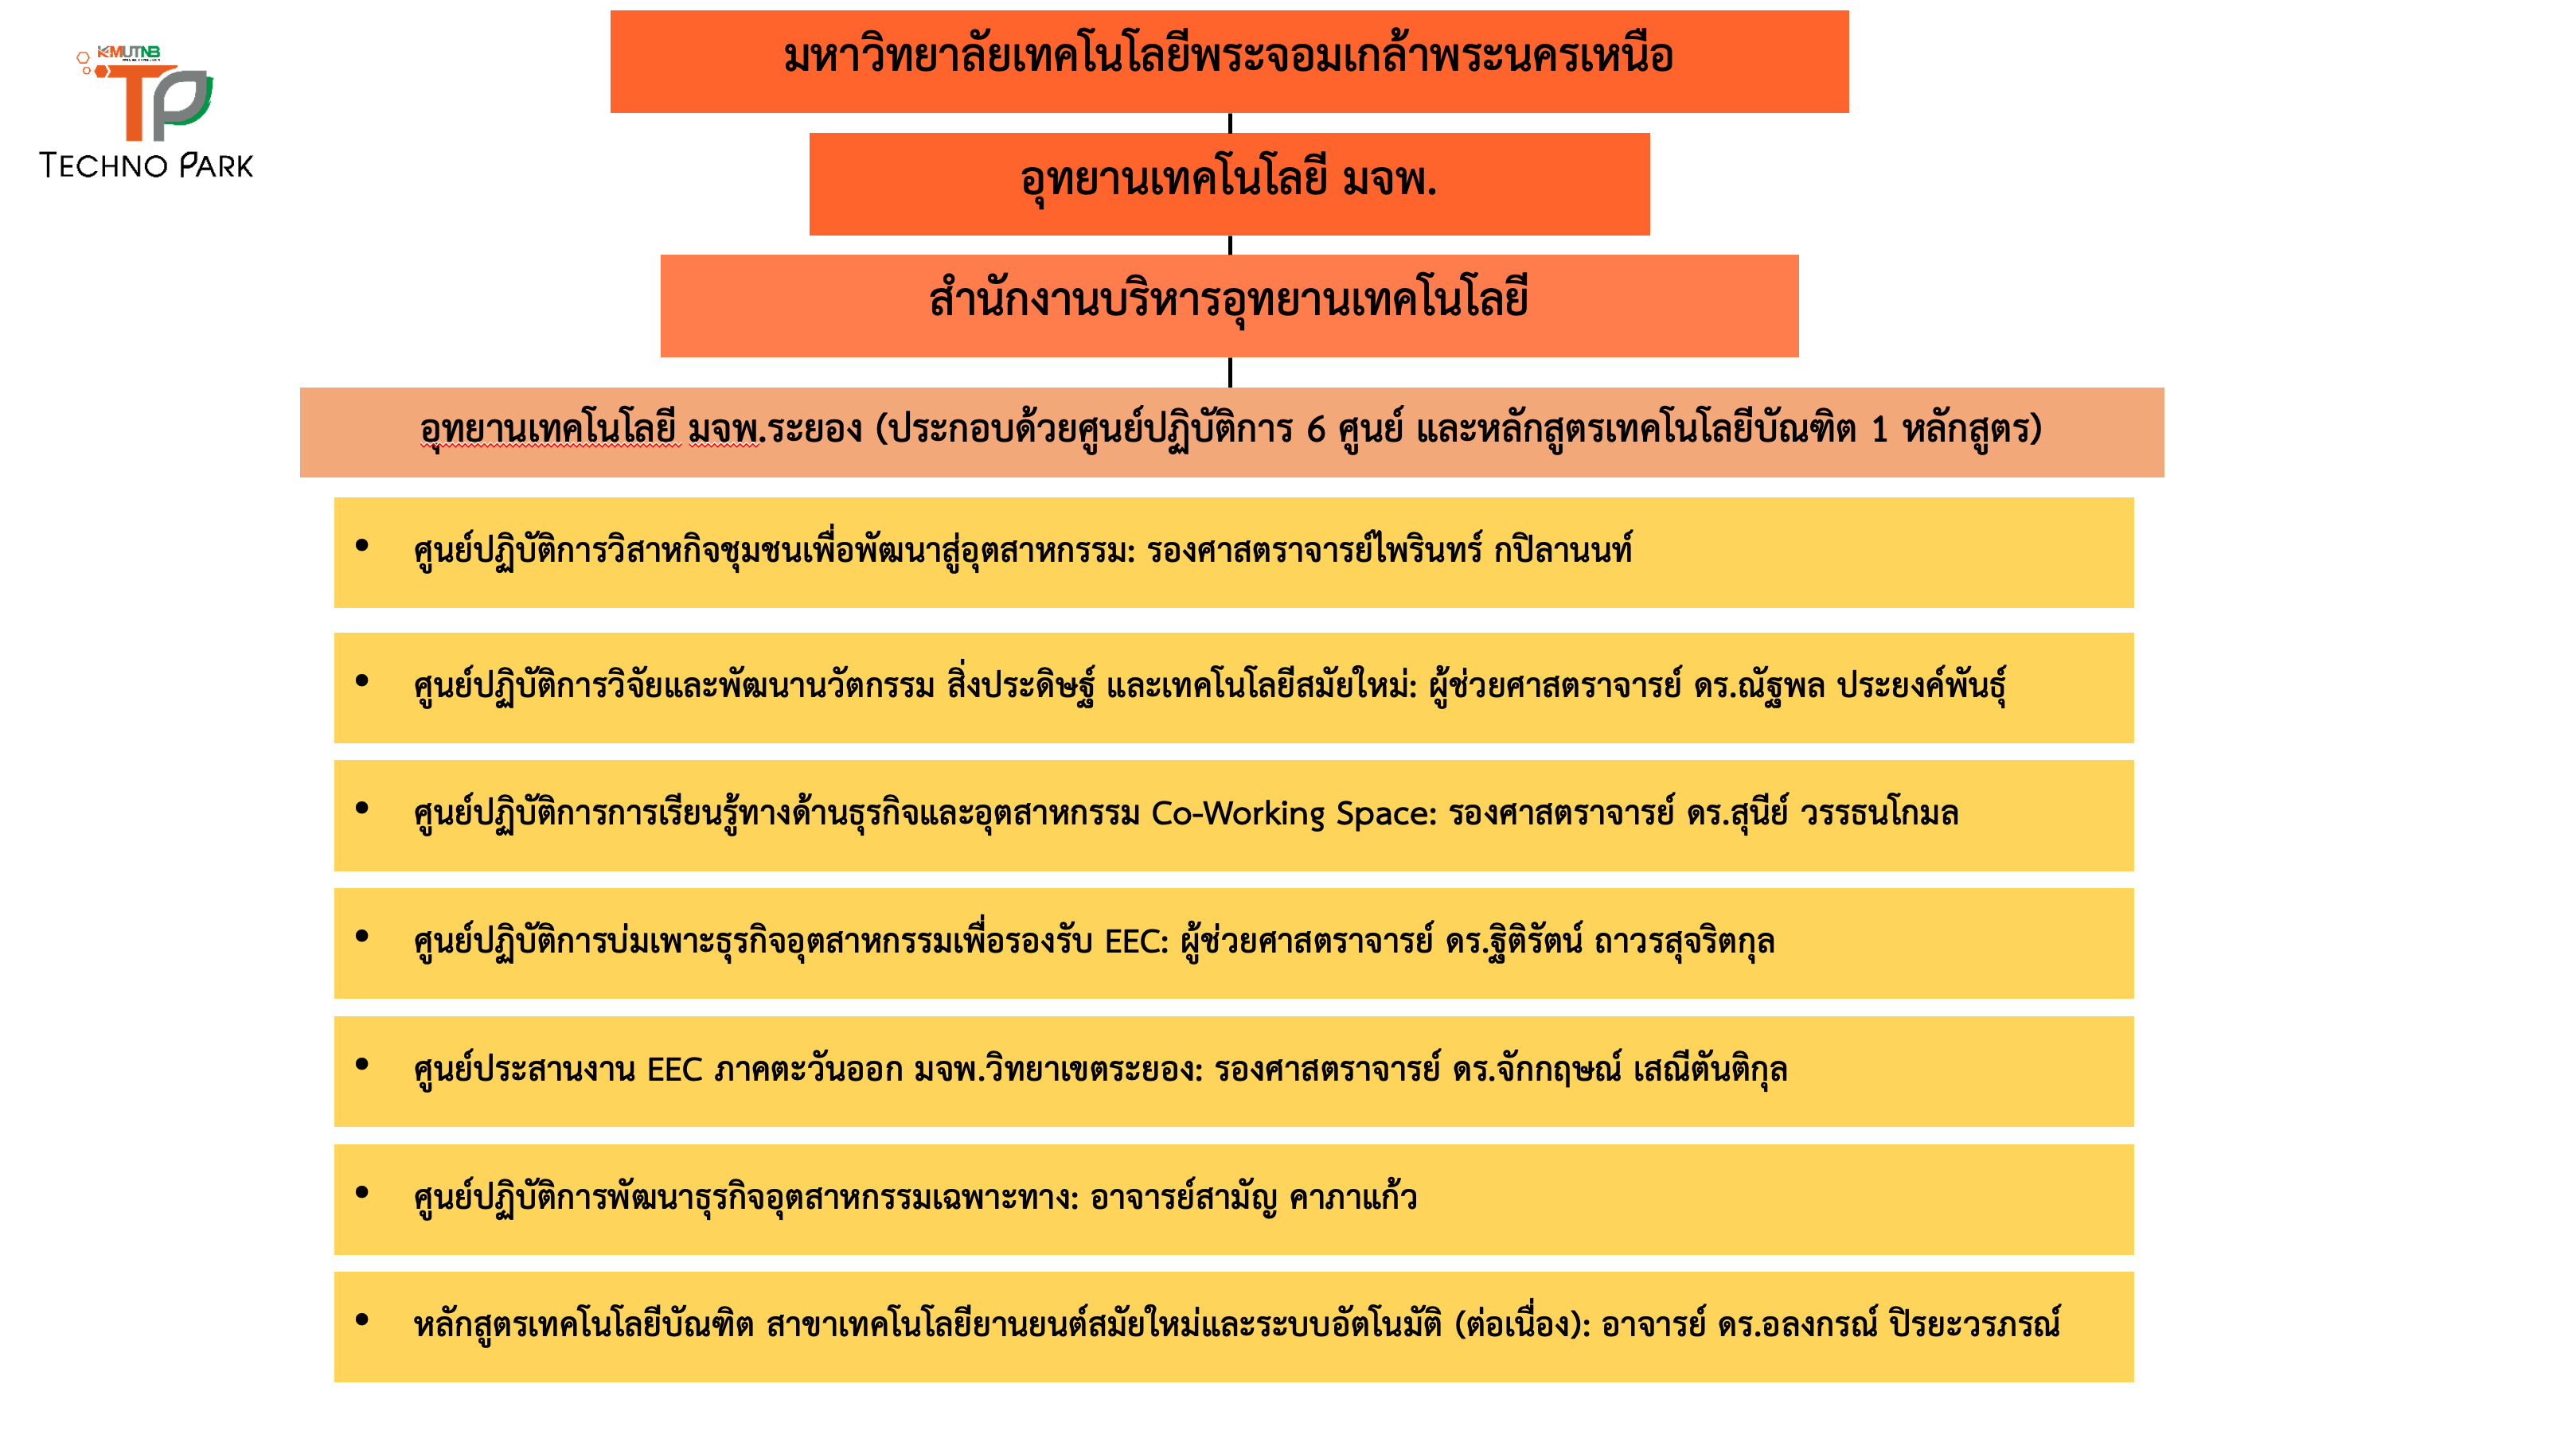 KMUTNB
TECHNO PARK
มหาวิทยาลัยเทคโนโลยีพระจอมเกล้าพระนครเหนือ
อุทยานเทคโนโลยี มจพ.
สำนักงานบริหารอุทยานเทคโนโลยี
อุทยานเทคโนโลยี มจพ.ระยอง (ประกอบด้วยศูนย์ปฏิบัติการ 6 ศูนย์ และหลักสูตรเทคโนโลยีบัณฑิต 1 หลักสูตร)
• ศูนย์ปฏิบัติการวิสาหกิจชุมชนเพื่อพัฒนาสู่อุตสาหกรรม: รองศาสตราจารย์ไพรินทร์ กปิลานนท์
• ศูนย์ปฏิบัติการวิจัยและพัฒนานวัตกรรม สิ่งประดิษฐ์ และเทคโนโลยีสมัยใหม่: ผู้ช่วยศาสตราจารย์ ดร.ณัฐพล ประยงค์พันธุ์
• ศูนย์ปฏิบัติการการเรียนรู้ทางด้านธุรกิจและอุตสาหกรรม Co-Working Space: รองศาสตราจารย์ ดร.สุนีย์ วรรธนโกมล
• ศูนย์ปฏิบัติการบ่มเพาะธุรกิจอุตสาหกรรมเพื่อรองรับ EEC: ผู้ช่วยศาสตราจารย์ ดร.ฐิติรัตน์ ถาวรสุจริตกุล
• ศูนย์ประสานงาน EEC ภาคตะวันออก มจพ.วิทยาเขตระยอง: รองศาสตราจารย์ ดร.จักกฤษณ์ เสณีตันติกุล
• ศูนย์ปฏิบัติการพัฒนาธุรกิจอุตสาหกรรมเฉพาะทาง: อาจารย์สามัญ คาภาแก้ว
• หลักสูตรเทคโนโลยีบัณฑิต สาขาเทคโนโลยียานยนต์สมัยใหม่และระบบอัตโนมัติ (ต่อเนื่อง): อาจารย์ ดร.อลงกรณ์ ปิรยะวรภรณ์